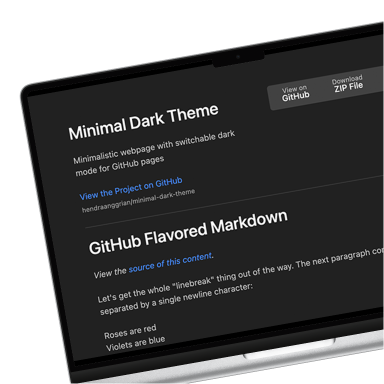 Minimal Dark Theme
View on
GitHub
Download
ZIP File
Minimalistic webpage with switchable dark
mode for GitHub pages
View the Project on GitHub
hendraanggrian/minimal-dark-theme
GitHub Flavored Markdown
View the source of this content.
Let's get the whole "linebreak" thing out of the way. The next paragraph
separated by a single newline character:
Roses are red
Violets are blue